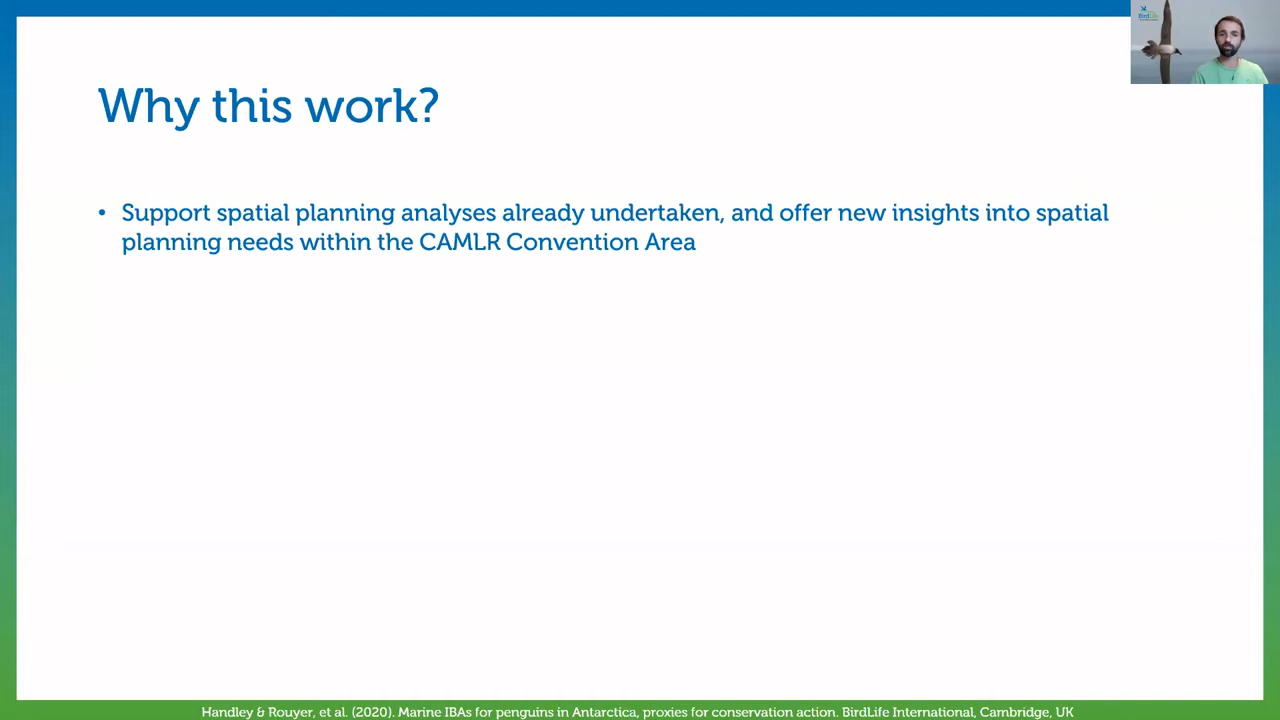 BirdLife
Why this work?
• Support spatial planning analyses already undertaken, and offer new insights into spatial
planning needs within the CAMLR Convention Area
Handley & Rouyer, et al. (2020). Marine IBAs for penguins in Antarctica, proxies for conservation action. BirdLife International, Cambridge, UK